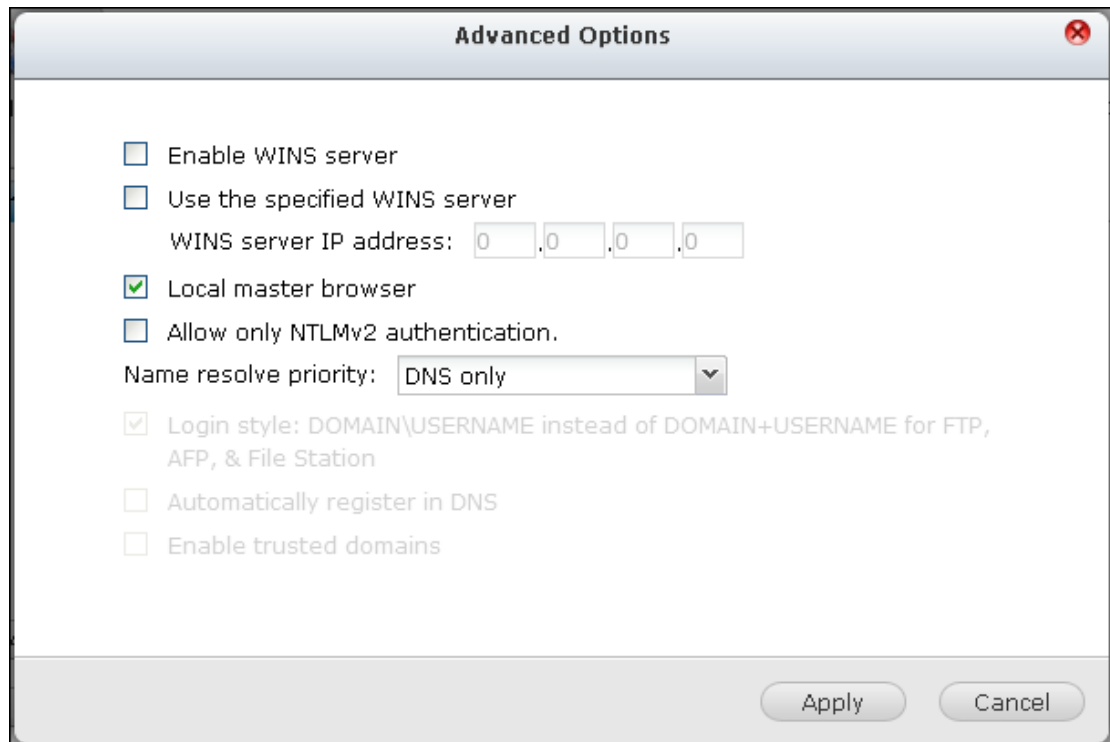 Advanced Options
Enable WINS server
Use the specified WINS server
WINS server IP address: 0 .0 .0 .0
Local master browser
Allow only NTLMv2 authentication.
Name resolve priority: DNS only
Login style: DOMAIN\USERNAME instead of DOMAIN+USERNAME for FTP,
AFP, & File Station
Automatically register in DNS
Enable trusted domains
Apply Cancel